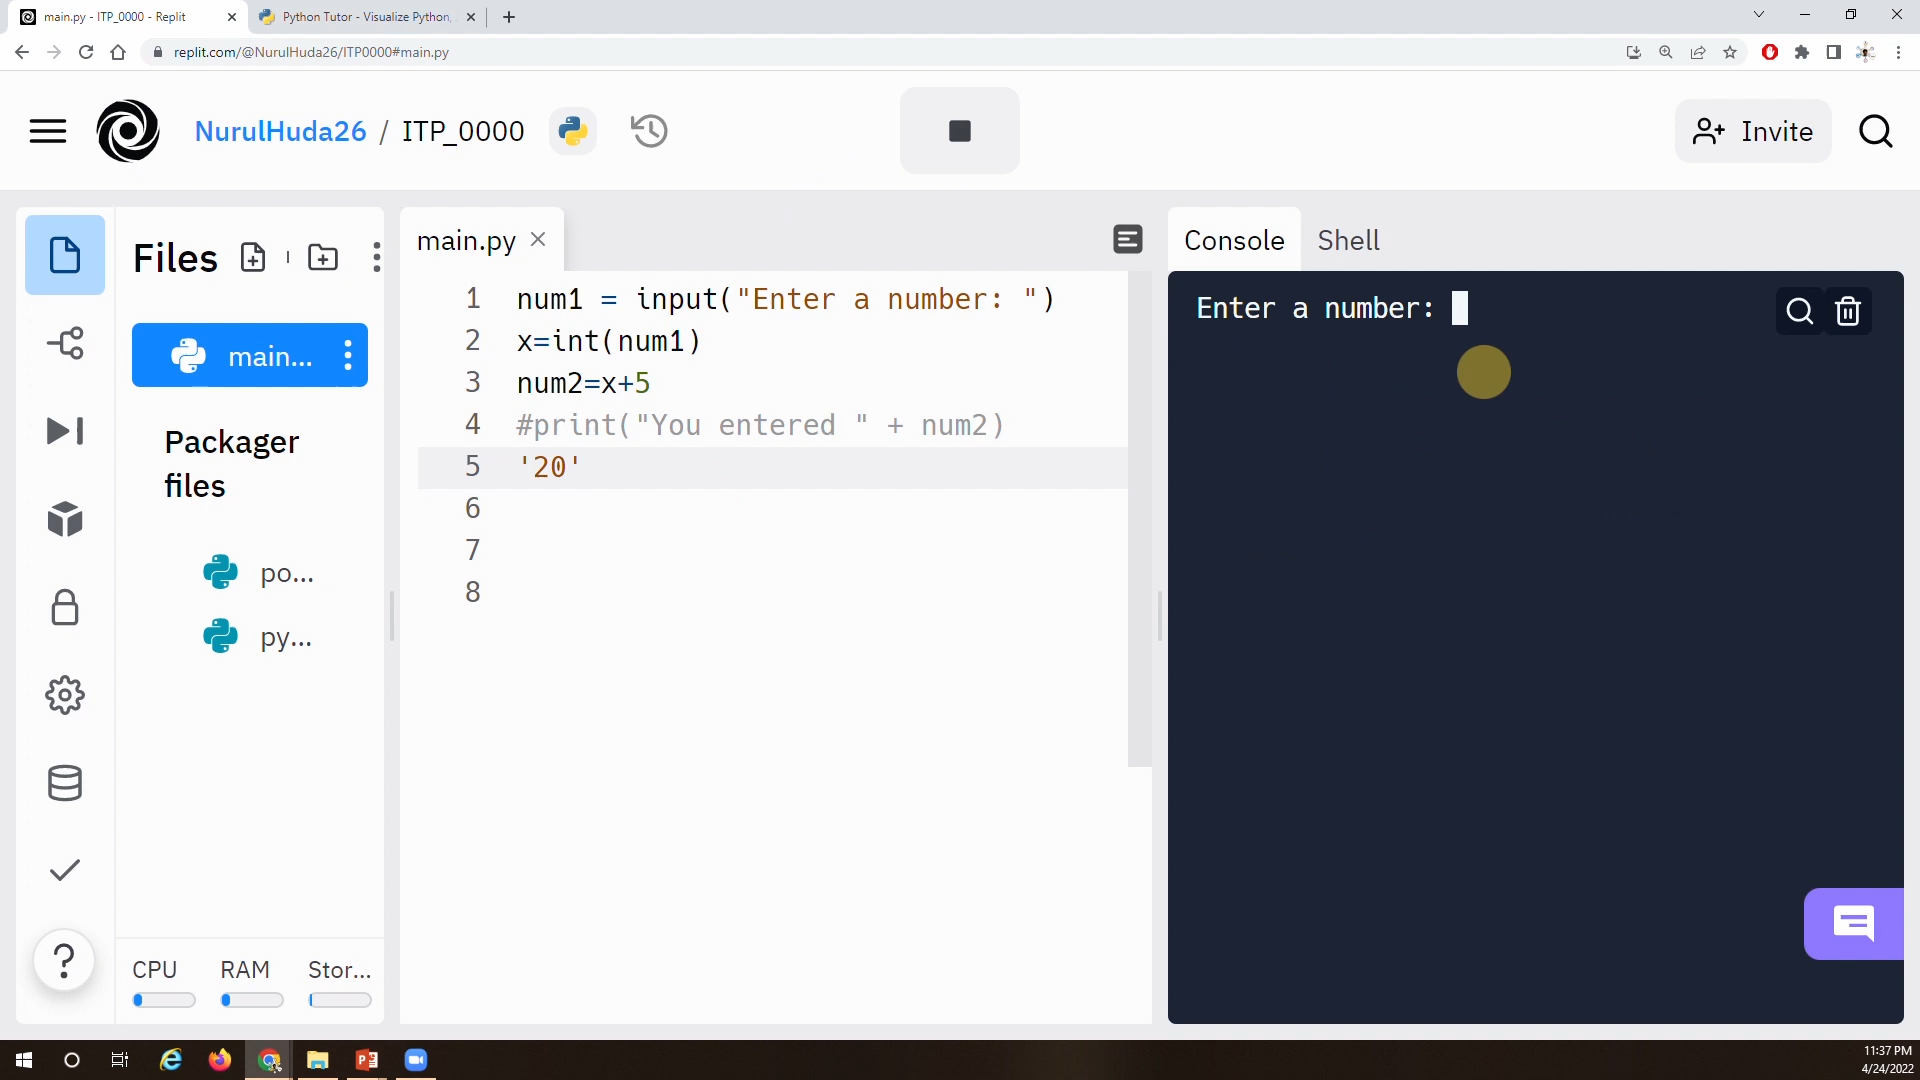 main.py - ITP_0000 - Replit
Python Tutor - Visualize Python,
replit.com/@NurulHuda26/ITP0000#main.py
NurulHuda26 / ITP_0000
Invite
Files
main...
Packager
files
po...
py...
CPU RAM Stor...
main.py
1 num1 = input("Enter a number: ")
2 x=int(num1)
3 num2=x+5
4 #print("You entered " + num2)
5 '20'
6
7
8
Console Shell
Enter a number:
11:37 PM
4/24/2022